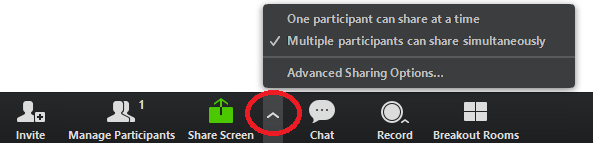 One participant can share at a time
✓ Multiple participants can share simultaneously
Advanced Sharing Options...
1
Invite
Manage Participants
Share Screen
Chat
Record
Breakout Rooms